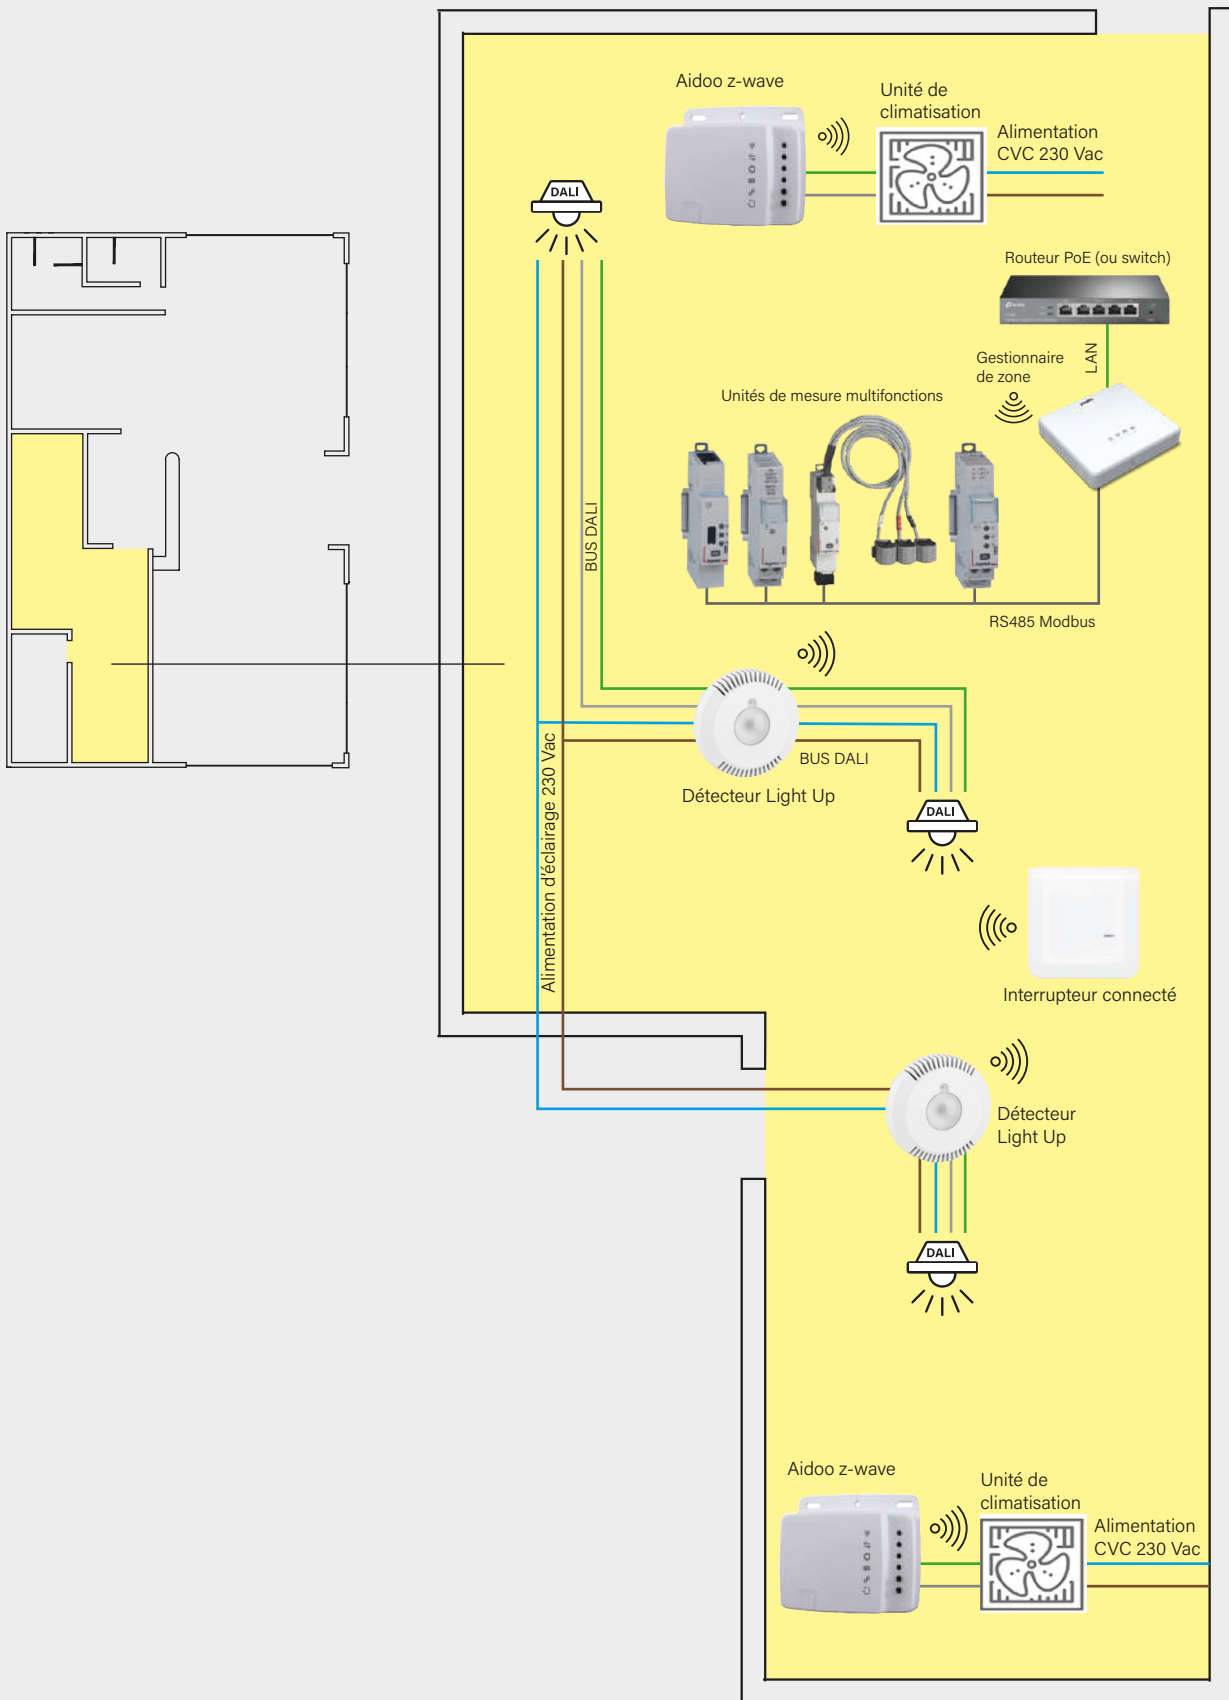 Aidoo z-wave
Unité de
climatisation
Alimentation
CVC 230 Vac
DALI
Routeur PoE (ou switch)
LAN
Gestionnaire
de zone
Unités de mesure multifonctions
BUS DALI
RS485 Modbus
Alimentation d'éclairage 230 Vac
BUS DALI
Détecteur Light Up
DALI
Interrupteur connecté
Détecteur
Light Up
DALI
Aidoo z-wave
Unité de
climatisation
Alimentation
CVC 230 Vac